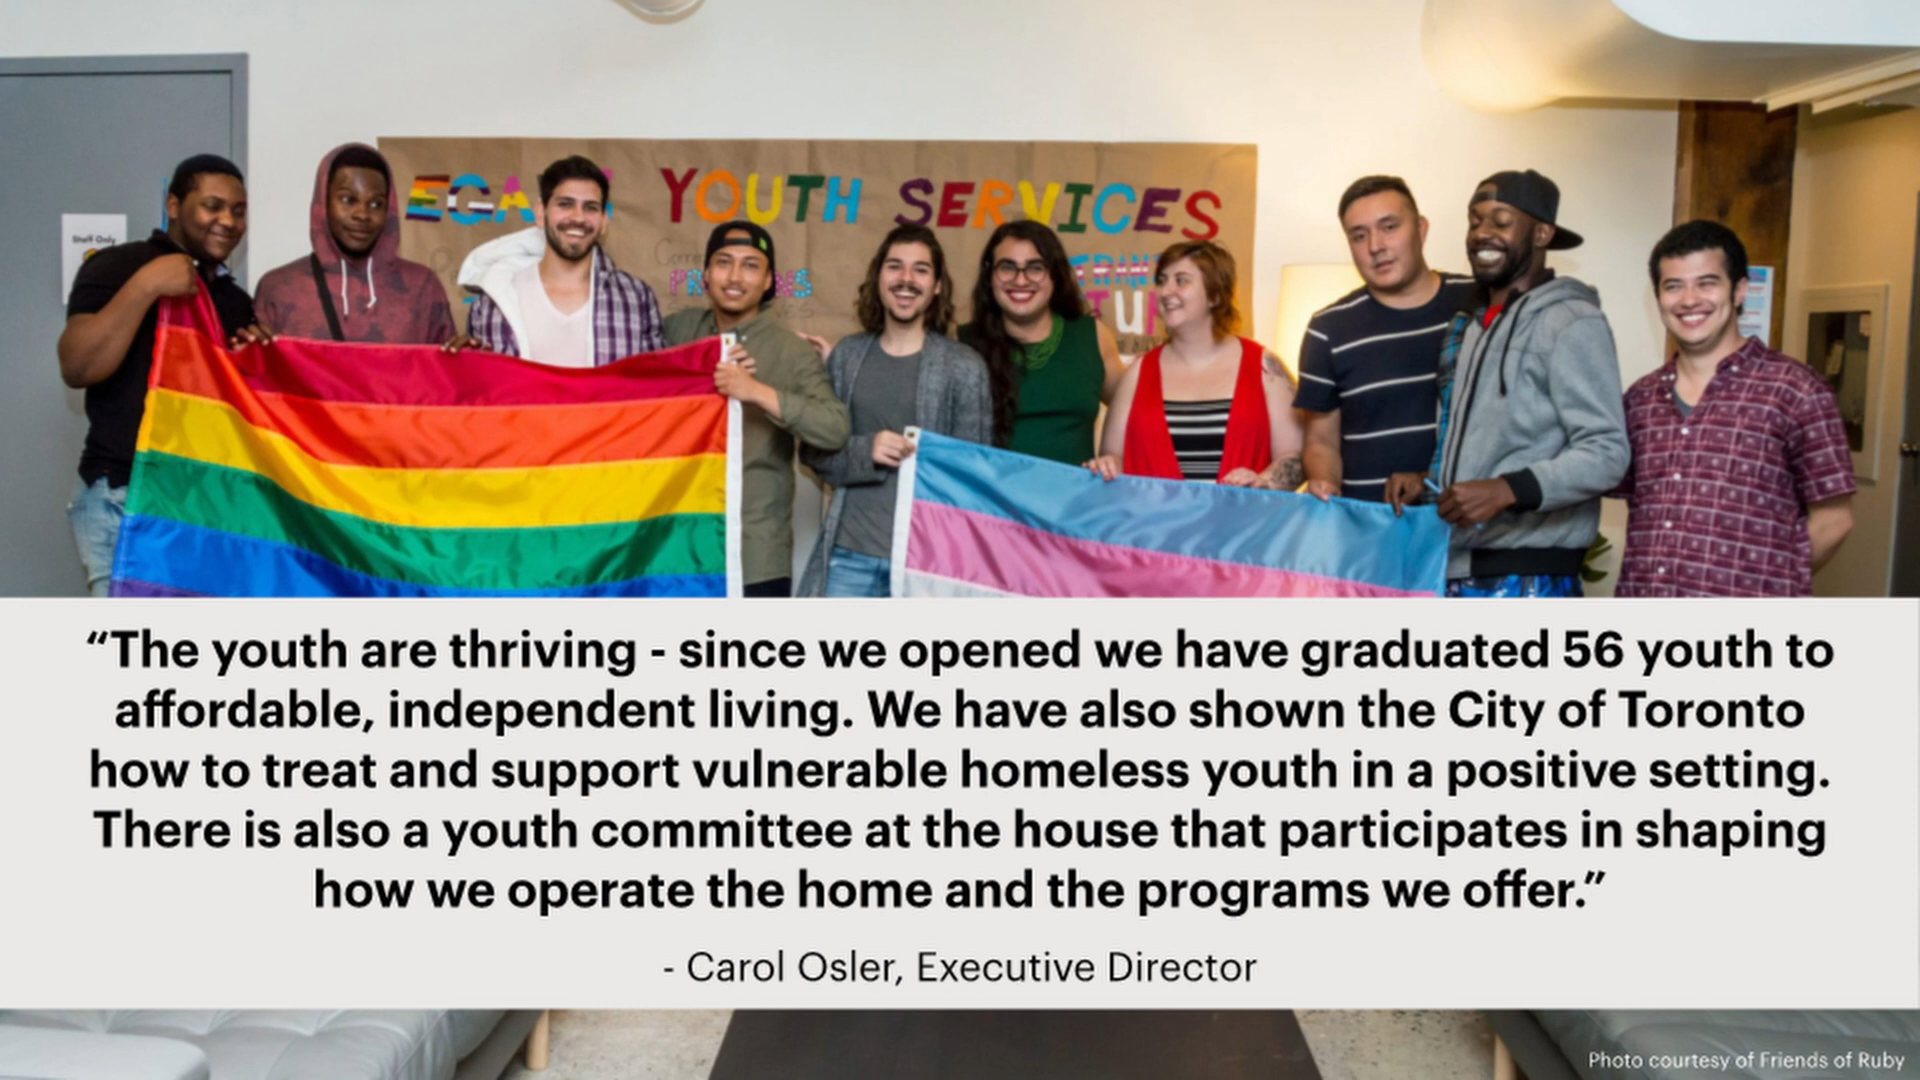 Staff Only
EGA
YOUTH SERVICES
“The youth are thriving - since we opened we have graduated 56 youth to
affordable, independent living. We have also shown the City of Toronto
how to treat and support vulnerable homeless youth in a positive setting.
There is also a youth committee at the house that participates in shaping
how we operate the home and the programs we offer.”
- Carol Osler, Executive Director
Photo courtesy of Friends of Ruby